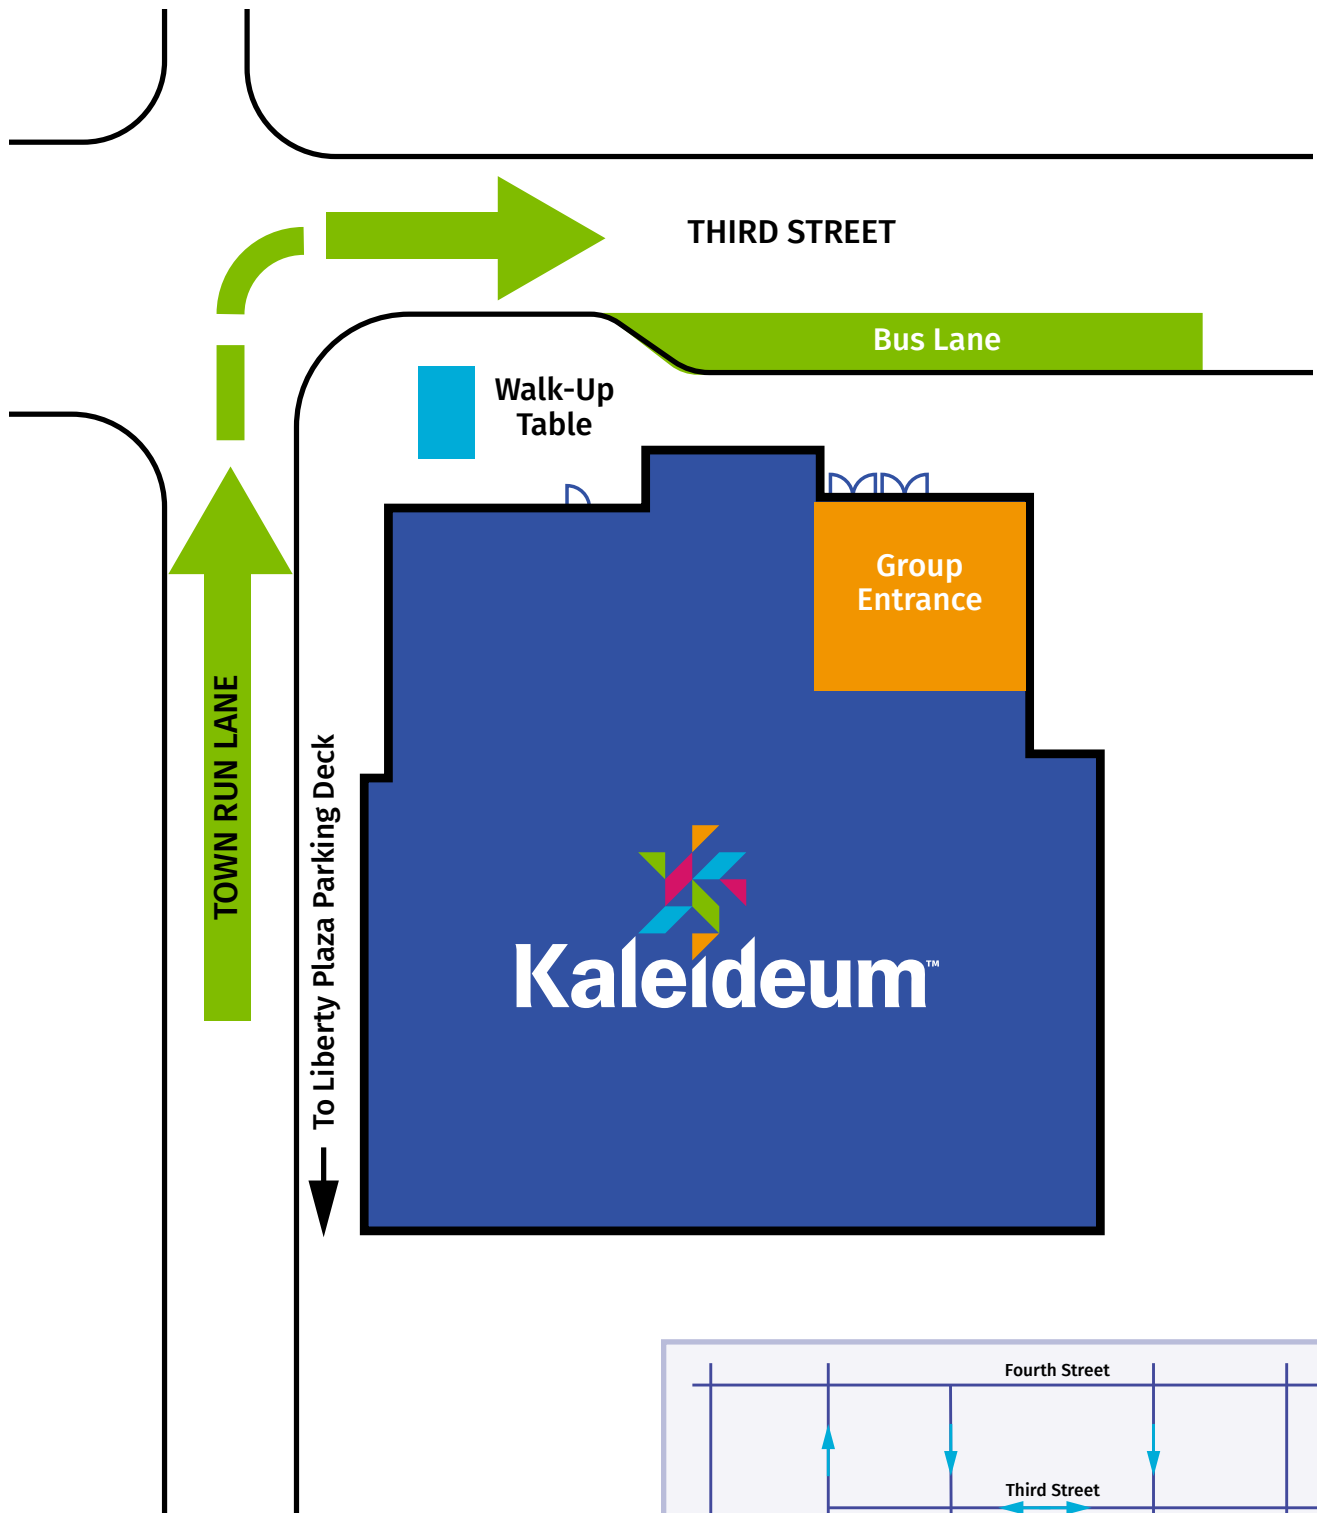 THIRD STREET
Bus Lane
Walk-Up
Table
Group
Entrance
TOWN RUN LANE
To Liberty Plaza Parking Deck
Kaleideum™
Fourth Street
Third Street